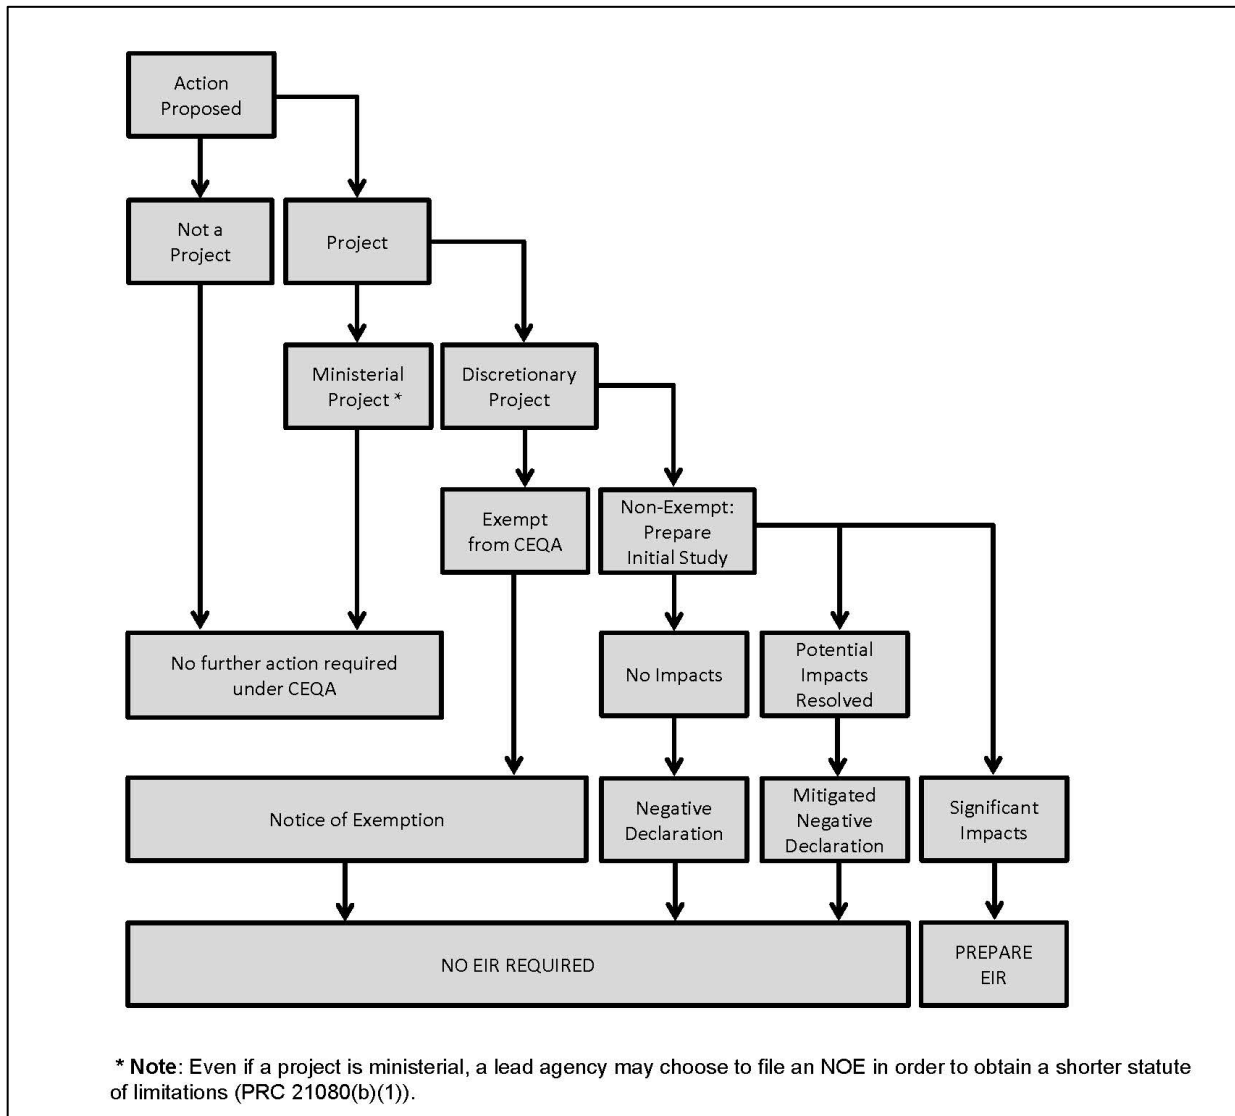 Action
Proposed
Not a
Project
Project
Ministerial
Project *
Discretionary
Project
Exempt
from CEQA
Non-Exempt:
Prepare
Initial Study
No further action required
under CEQA
No Impacts
Potential
Impacts
Resolved
Notice of Exemption
Negative
Declaration
Mitigated
Negative
Declaration
Significant
Impacts
NO EIR REQUIRED
PREPARE
EIR
* Note: Even if a project is ministerial, a lead agency may choose to file an NOE in order to obtain a shorter statute
of limitations (PRC 21080(b)(1)).